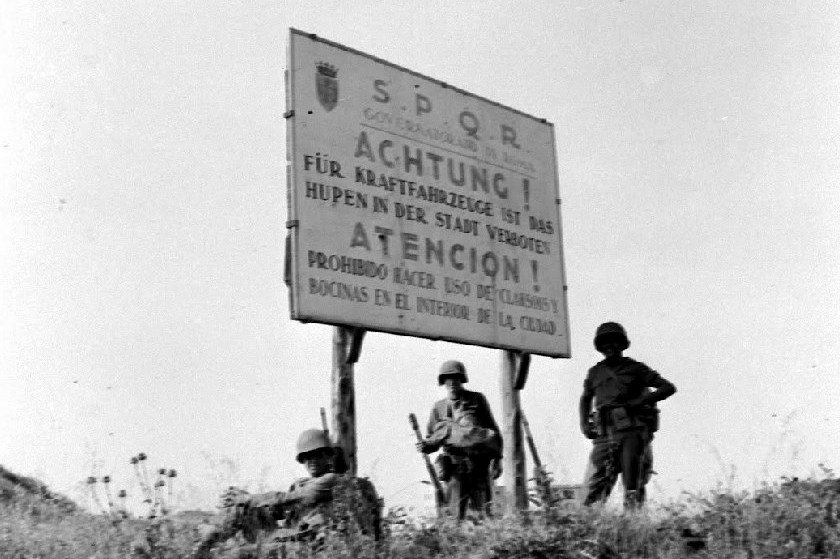 S.P.Q.R.
GOVERNATORATO DI ROMA
ACHTUNG!
FÜR KRAFTFAHRZEUGE IST DAS
HUPEN IN DER STADT VERBOTEN
ATENCION!
PROHIBIDO HACER USO DE CLAKSONS Y
BOCINAS EN EL INTERIOR DE LA CIUDAD